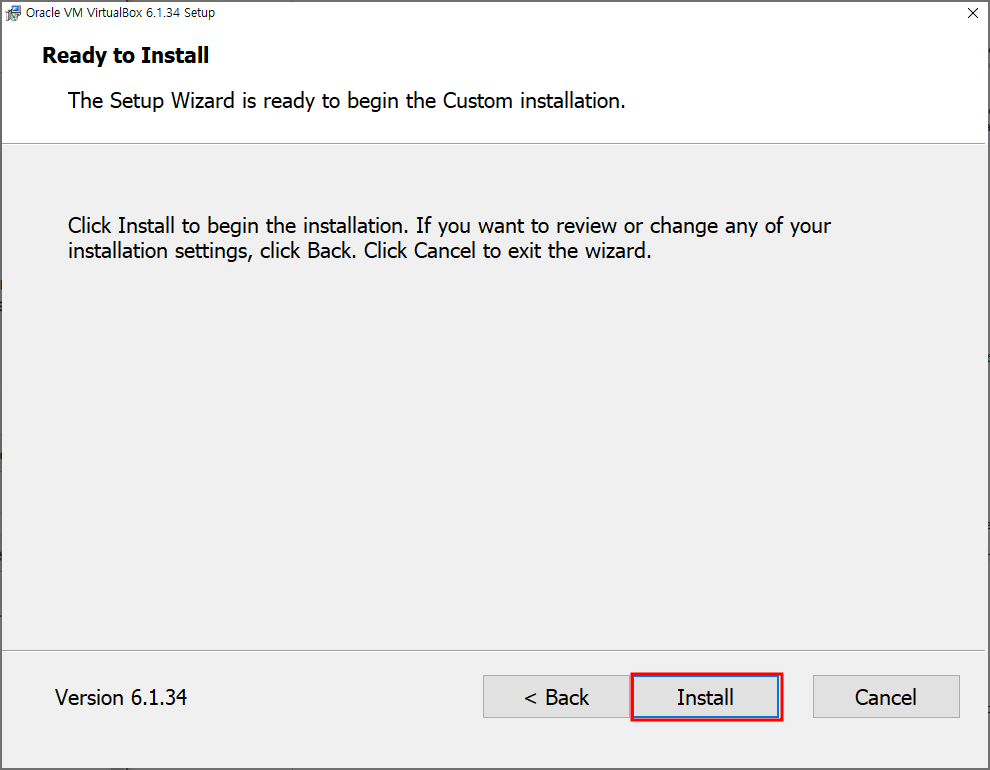 Oracle VM VirtualBox 6.1.34 Setup
Ready to Install
The Setup Wizard is ready to begin the Custom installation.
Click Install to begin the installation. If you want to review or change any of your
installation settings, click Back. Click Cancel to exit the wizard.
Version 6.1.34
< Back
Install
Cancel